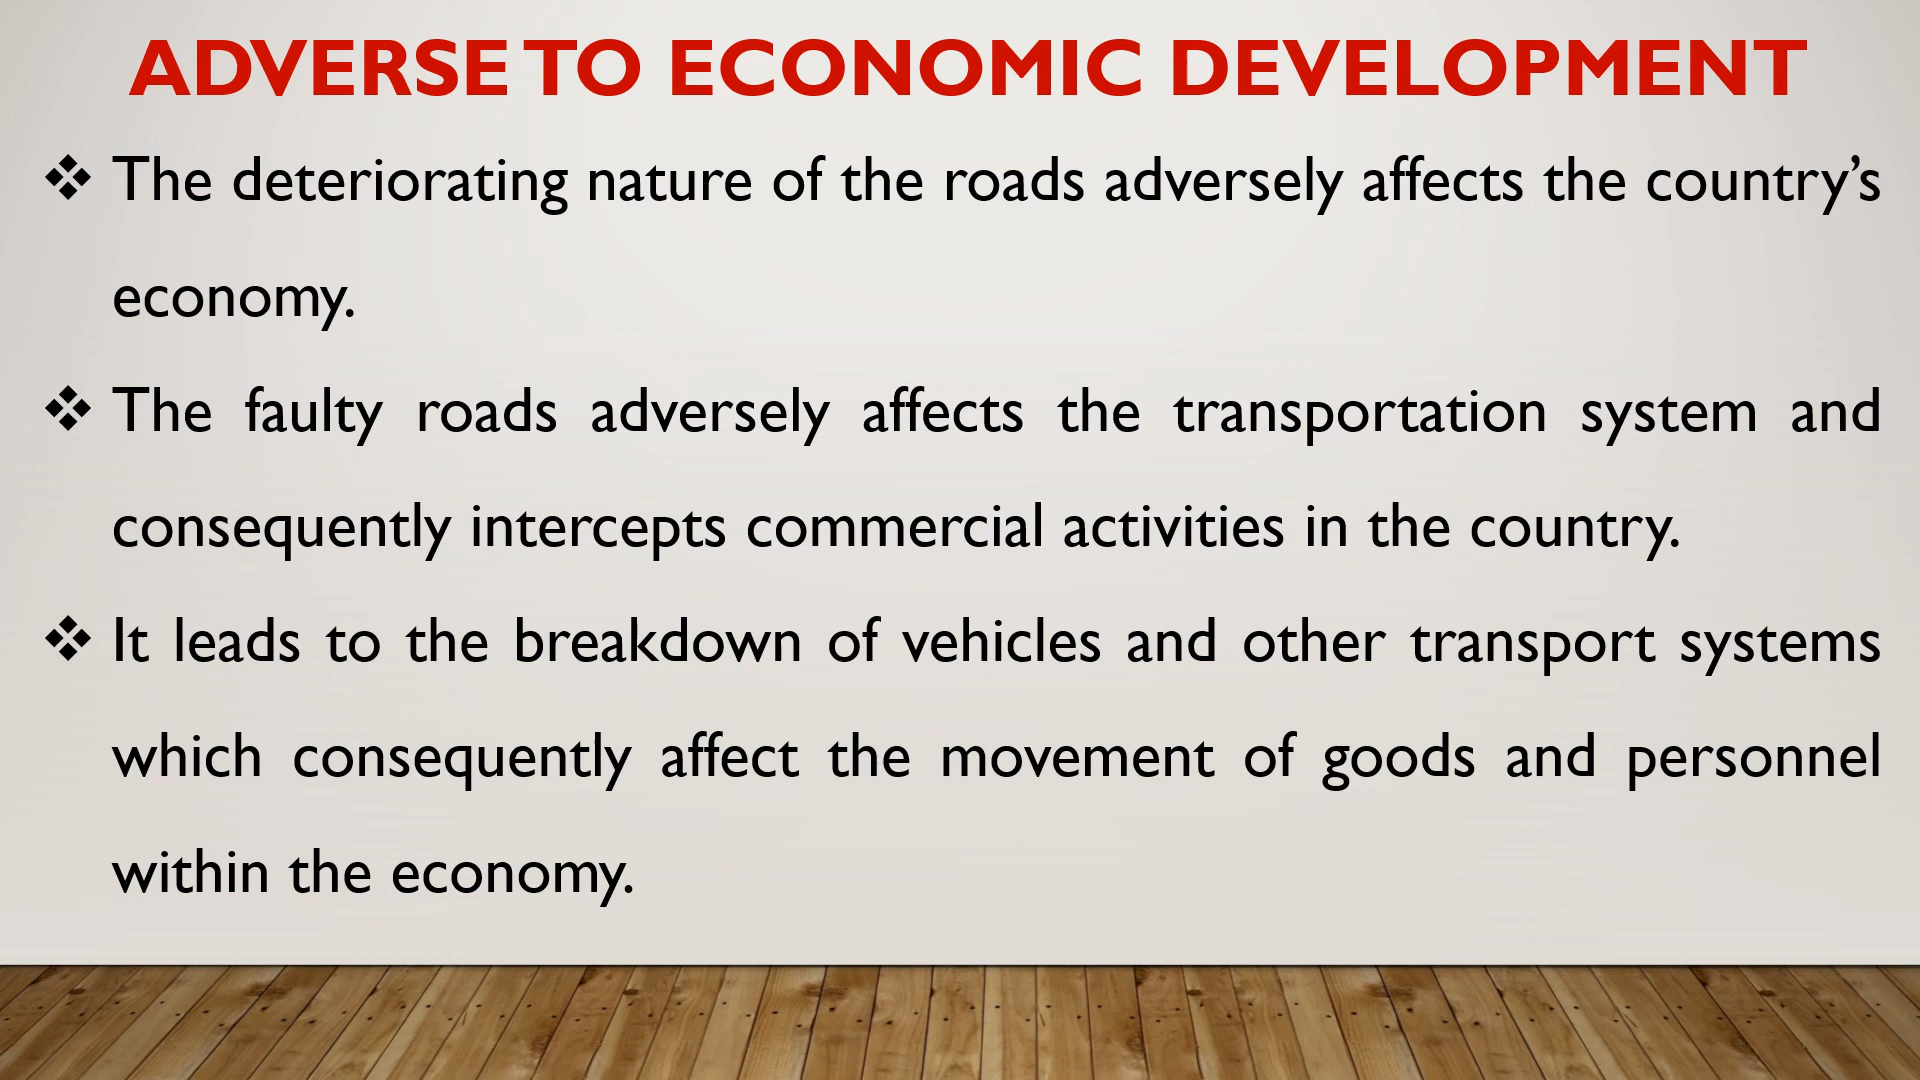 ADVERSE TO ECONOMIC DEVELOPMENT
❖ The deteriorating nature of the roads adversely affects the country’s
economy.
❖ The faulty roads adversely affects the transportation system and
consequently intercepts commercial activities in the country.
❖ It leads to the breakdown of vehicles and other transport systems
which consequently affect the movement of goods and personnel
within the economy.